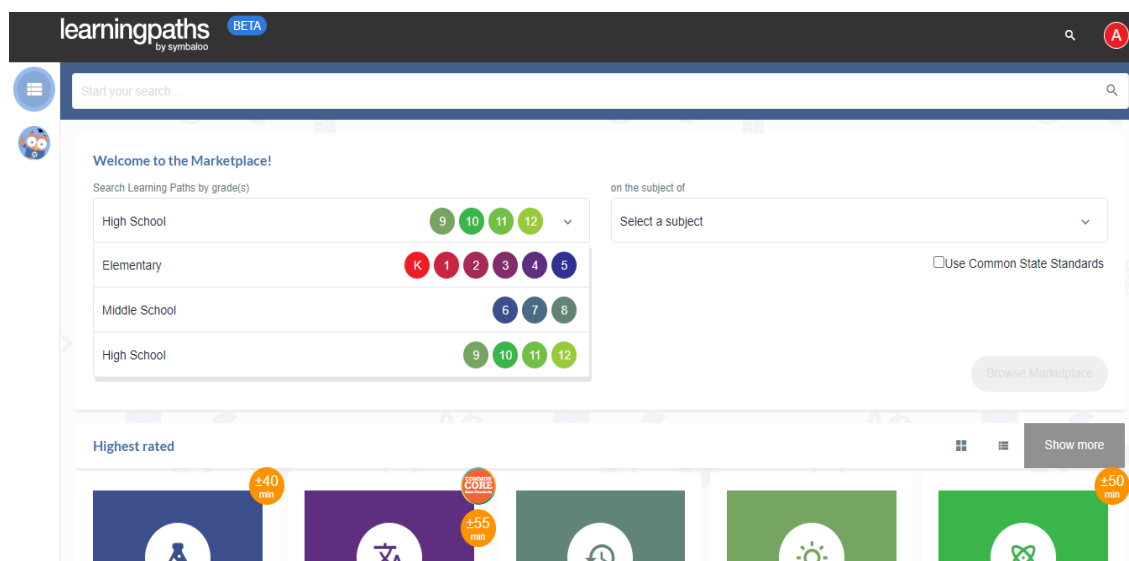 learningpaths
by symbaloo
BETA
A
Start your search...
Welcome to the Marketplace!
Search Learning Paths by grade(s)
on the subject of
High School 9 10 11 12
Select a subject
Elementary K 1 2 3 4 5
Use Common State Standards
Middle School 6 7 8
High School 9 10 11 12
Browse Marketplace
Highest rated
Show more
±40
min
COMMON
CORE
State Standards
±55
min
±50
min